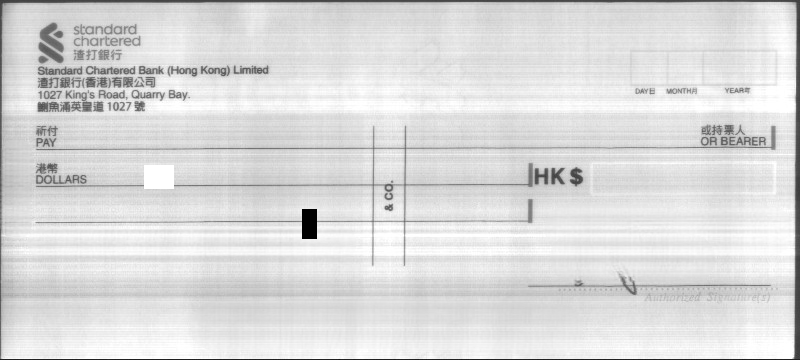 standard
chartered
渣打銀行
Standard Chartered Bank (Hong Kong) Limited
渣打銀行(香港)有限公司
1027 King's Road, Quarry Bay.
鰂魚涌英皇道 1027 號
DAY日 MONTH月 YEAR年
祈付
PAY
或持票人
OR BEARER
港幣
DOLLARS
HK $
& CO.
Authorized Signature(s)